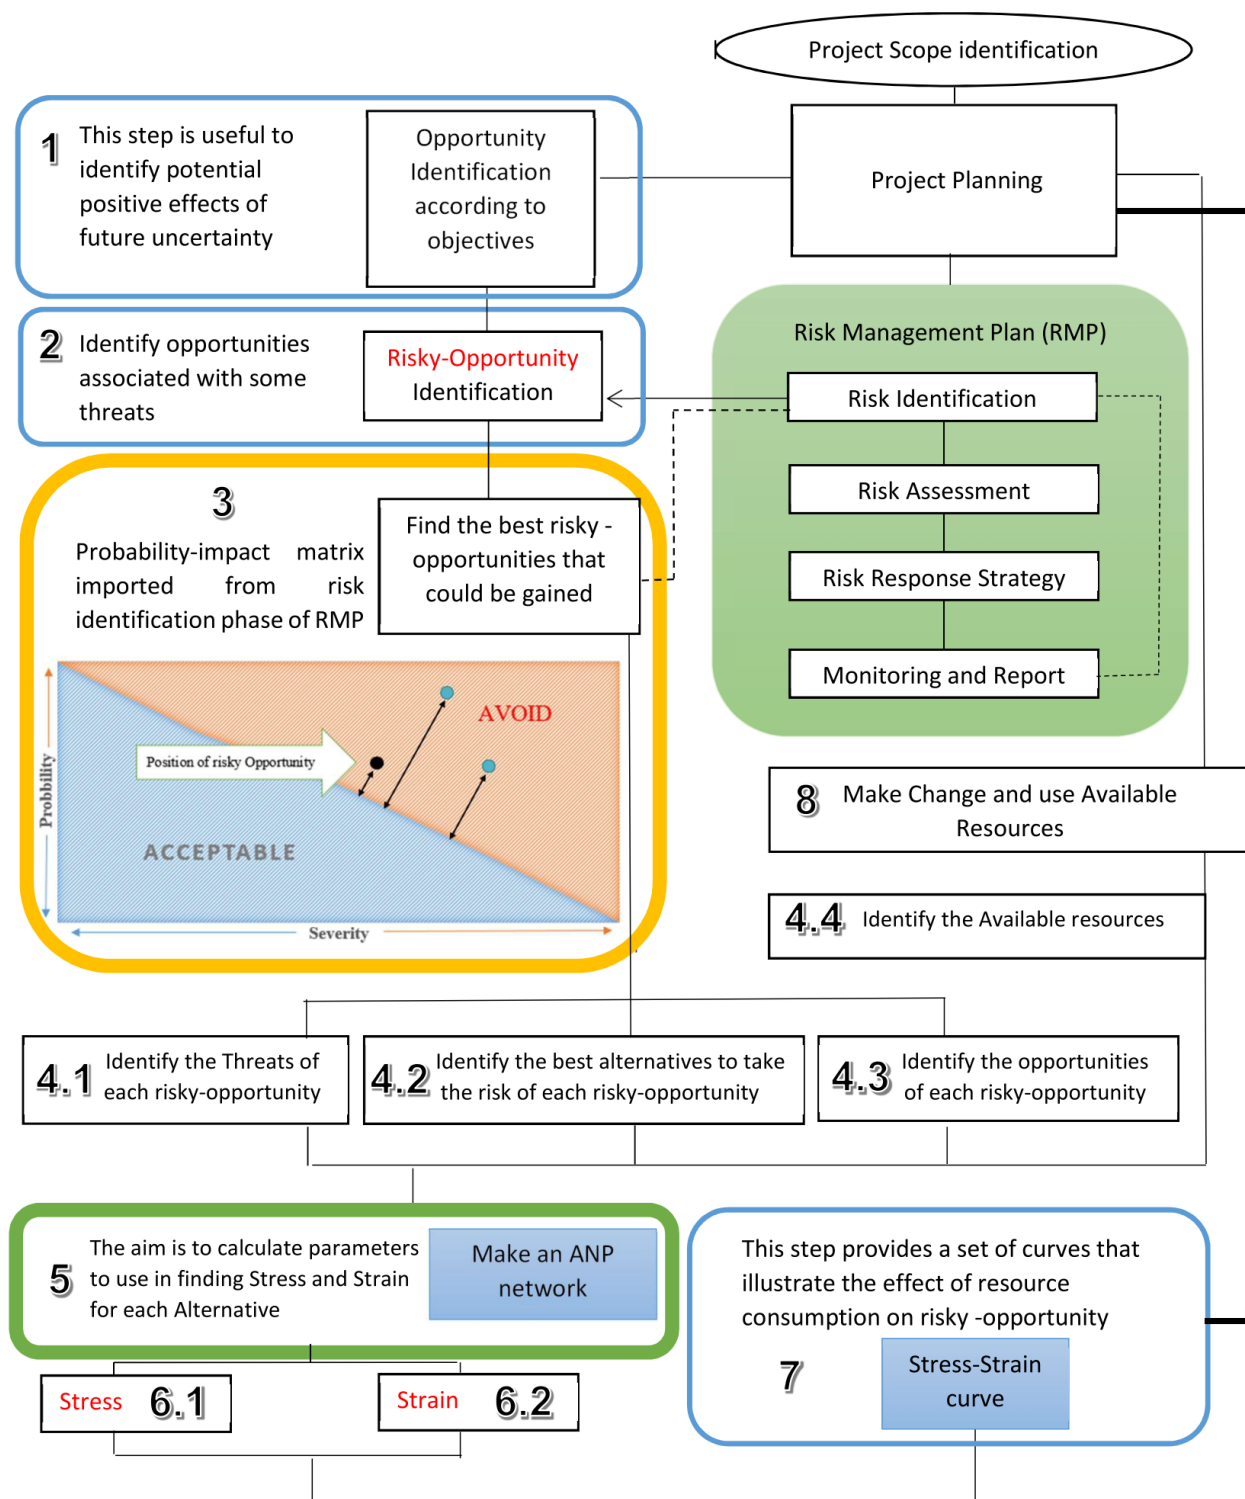 Project Scope identification
1
This step is useful to
identify potential
positive effects of
future uncertainty
Opportunity
Identification
according to
objectives
Project Planning
2
Identify opportunities
associated with some
threats
Risky-Opportunity
Identification
Risk Management Plan (RMP)
Risk Identification
Risk Assessment
Risk Response Strategy
Monitoring and Report
3
Probability-impact matrix
imported from risk
identification phase of RMP
Find the best risky -
opportunities that
could be gained
AVOID
Position of risky Opportunity
ACCEPTABLE
Probbility
Severity
8
Make Change and use Available
Resources
4.4 Identify the Available resources
4.1
Identify the Threats of
each risky-opportunity
4.2
Identify the best alternatives to take
the risk of each risky-opportunity
4.3
Identify the opportunities
of each risky-opportunity
5
The aim is to calculate parameters
to use in finding Stress and Strain
for each Alternative
Make an ANP
network
This step provides a set of curves that
illustrate the effect of resource
consumption on risky -opportunity
7
Stress-Strain
curve
Stress 6.1
Strain 6.2